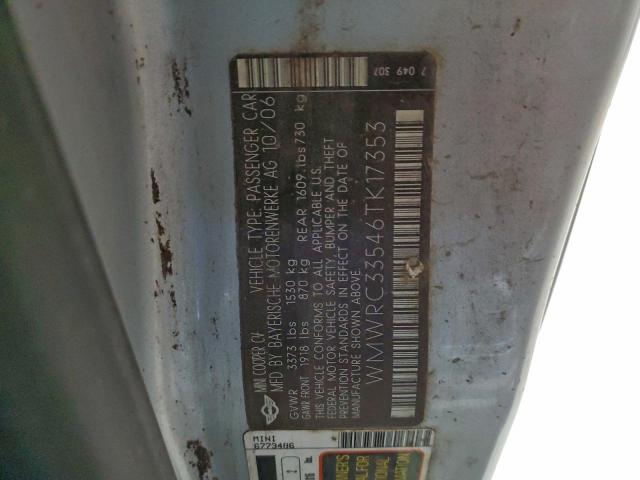 7 049 307
MINI COOPER CV VEHICLE TYPE: PASSENGER CAR
MFD BY BAYERISCHE MOTORENWERKE AG 10/06
GVWR 3373 lbs 1530 kg
GAWR FRONT 1918 lbs 870 kg REAR 1609.lbs730 kg
THIS VEHICLE CONFORMS TO ALL APPLICABLE U.S.
FEDERAL MOTOR VEHICLE SAFETY, BUMPER AND THEFT
PREVENTION STANDARDS IN EFFECT ON THE DATE OF
MANUFACTURE SHOWN ABOVE.
WMWRC33546TK17353
MINI
6773486